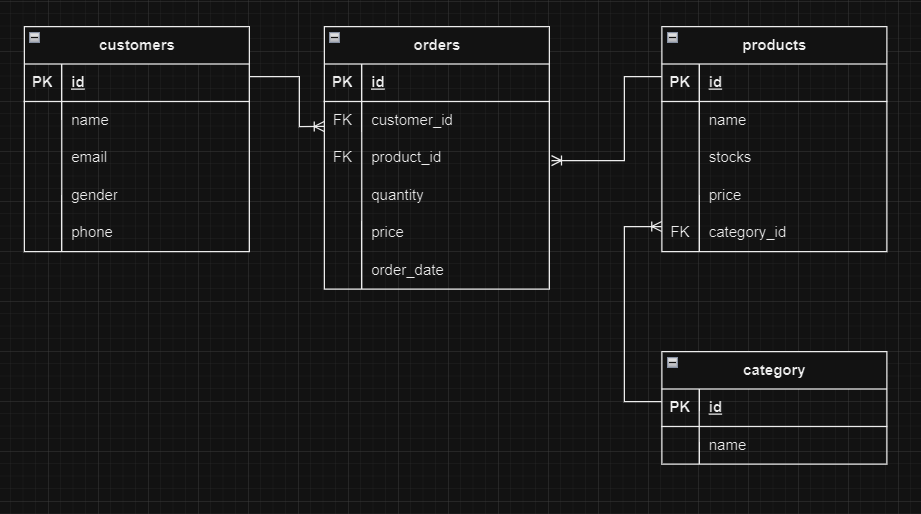 customers
PK id
name
email
gender
phone
orders
PK id
FK customer_id
FK product_id
quantity
price
order_date
products
PK id
name
stocks
price
FK category_id
category
PK id
name